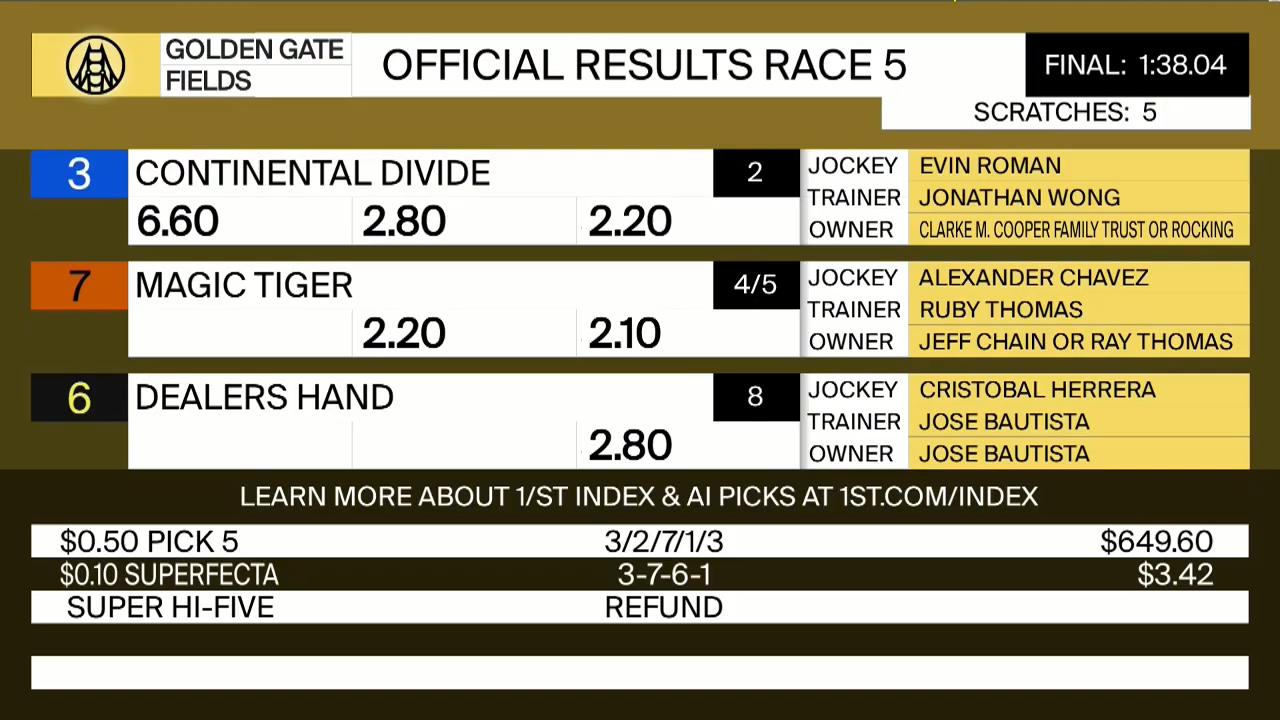 GOLDEN GATE
FIELDS
OFFICIAL RESULTS RACE 5
FINAL: 1:38.04
SCRATCHES: 5
3 CONTINENTAL DIVIDE 2
6.60 2.80 2.20
JOCKEY EVIN ROMAN
TRAINER JONATHAN WONG
OWNER CLARKE M. COOPER FAMILY TRUST OR ROCKING
7 MAGIC TIGER 4/5
2.20 2.10
JOCKEY ALEXANDER CHAVEZ
TRAINER RUBY THOMAS
OWNER JEFF CHAIN OR RAY THOMAS
6 DEALERS HAND 8
2.80
JOCKEY CRISTOBAL HERRERA
TRAINER JOSE BAUTISTA
OWNER JOSE BAUTISTA
LEARN MORE ABOUT 1/ST INDEX & AI PICKS AT 1ST.COM/INDEX
$0.50 PICK 5 3/2/7/1/3 $649.60
$0.10 SUPERFECTA 3-7-6-1 $3.42
SUPER HI-FIVE REFUND